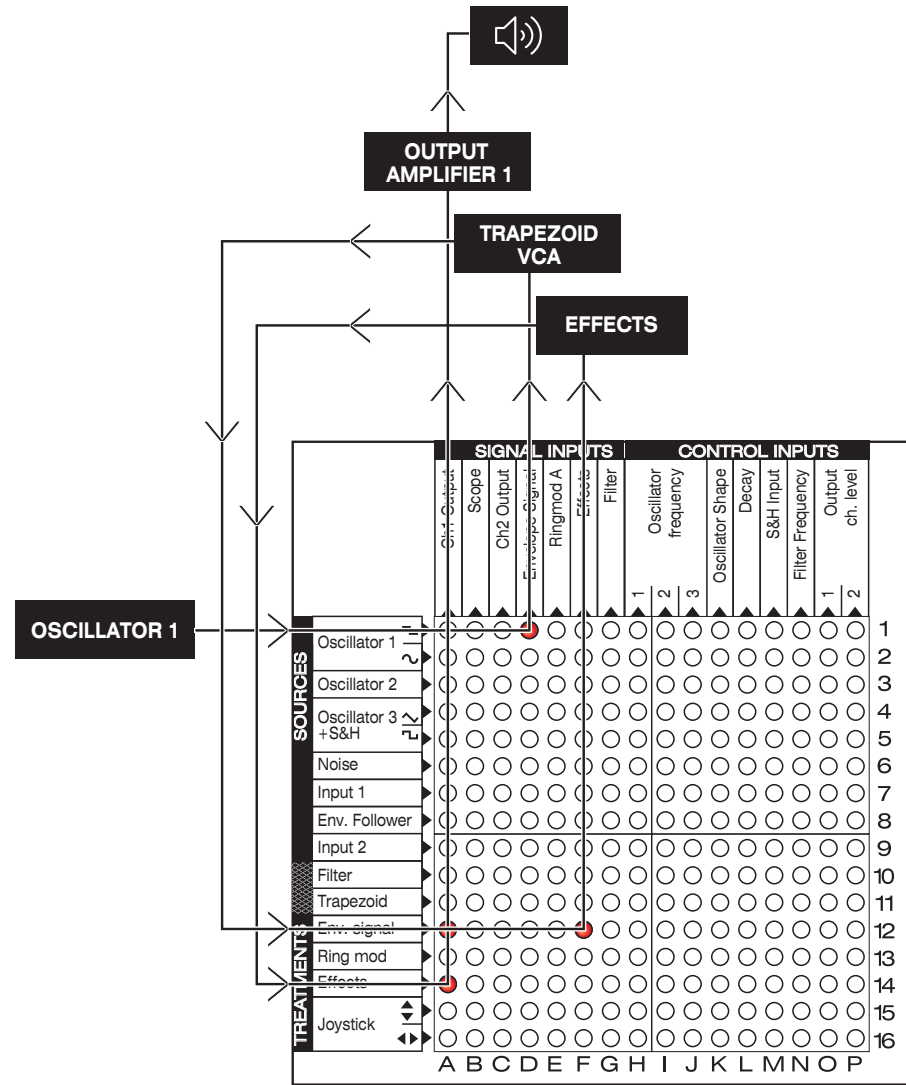 OUTPUT
AMPLIFIER 1
TRAPEZOID
VCA
EFFECTS
SIGNAL INPUTS
CONTROL INPUTS
Ch1 Output
Scope
Ch2 Output
Envelope Signal
Ringmod A
Effects
Filter
Oscillator
frequency
1
2
3
Oscillator Shape
Decay
S&H Input
Filter Frequency
Output
ch. level
1
2
OSCILLATOR 1
SOURCES
TREATMENTS
Oscillator 1
Oscillator 2
Oscillator 3
+S&H
Noise
Input 1
Env. Follower
Input 2
Filter
Trapezoid
Env. signal
Ring mod
Effects
Joystick
1
2
3
4
5
6
7
8
9
10
11
12
13
14
15
16
A B C D E F G H I J K L M N O P